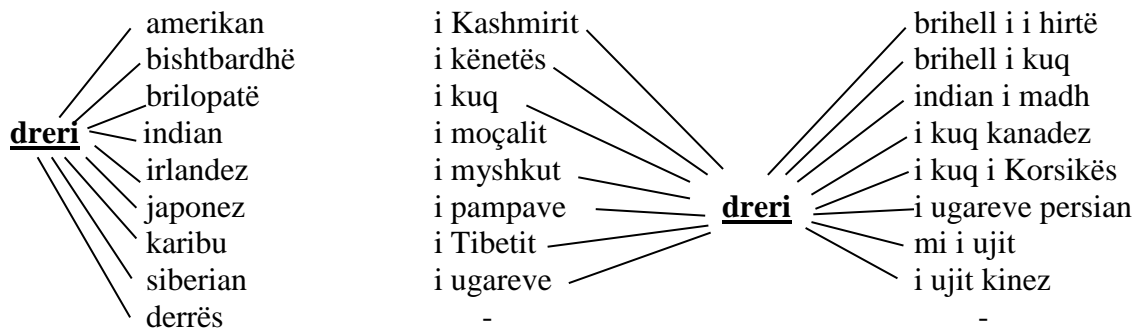 amerikan i Kashmirit brihell i i hirtë
bishtbardhë i kënetës brihell i kuq
brilopatë i kuq indian i madh
dreri indian i moçalit i kuq kanadez
irlandez i myshkut i kuq i Korsikës
japonez i pampave dreri i ugareve persian
karibu i Tibetit mi i ujit
siberian i ugareve i ujit kinez
derrës - -